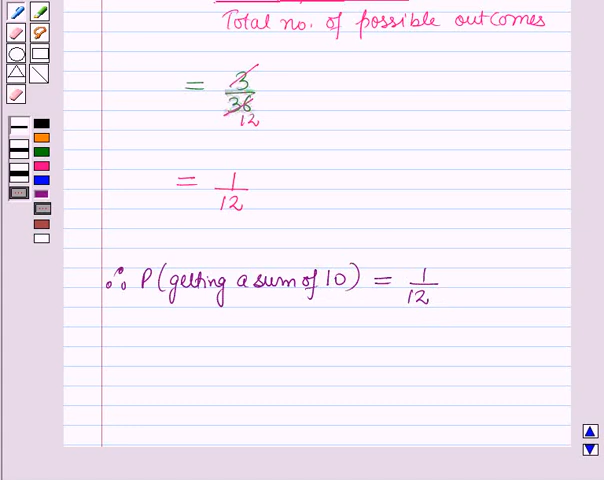 Total no. of possible outcomes
= 3/36
12
= 1/12
∴ P(getting a sum of 10) = 1/12